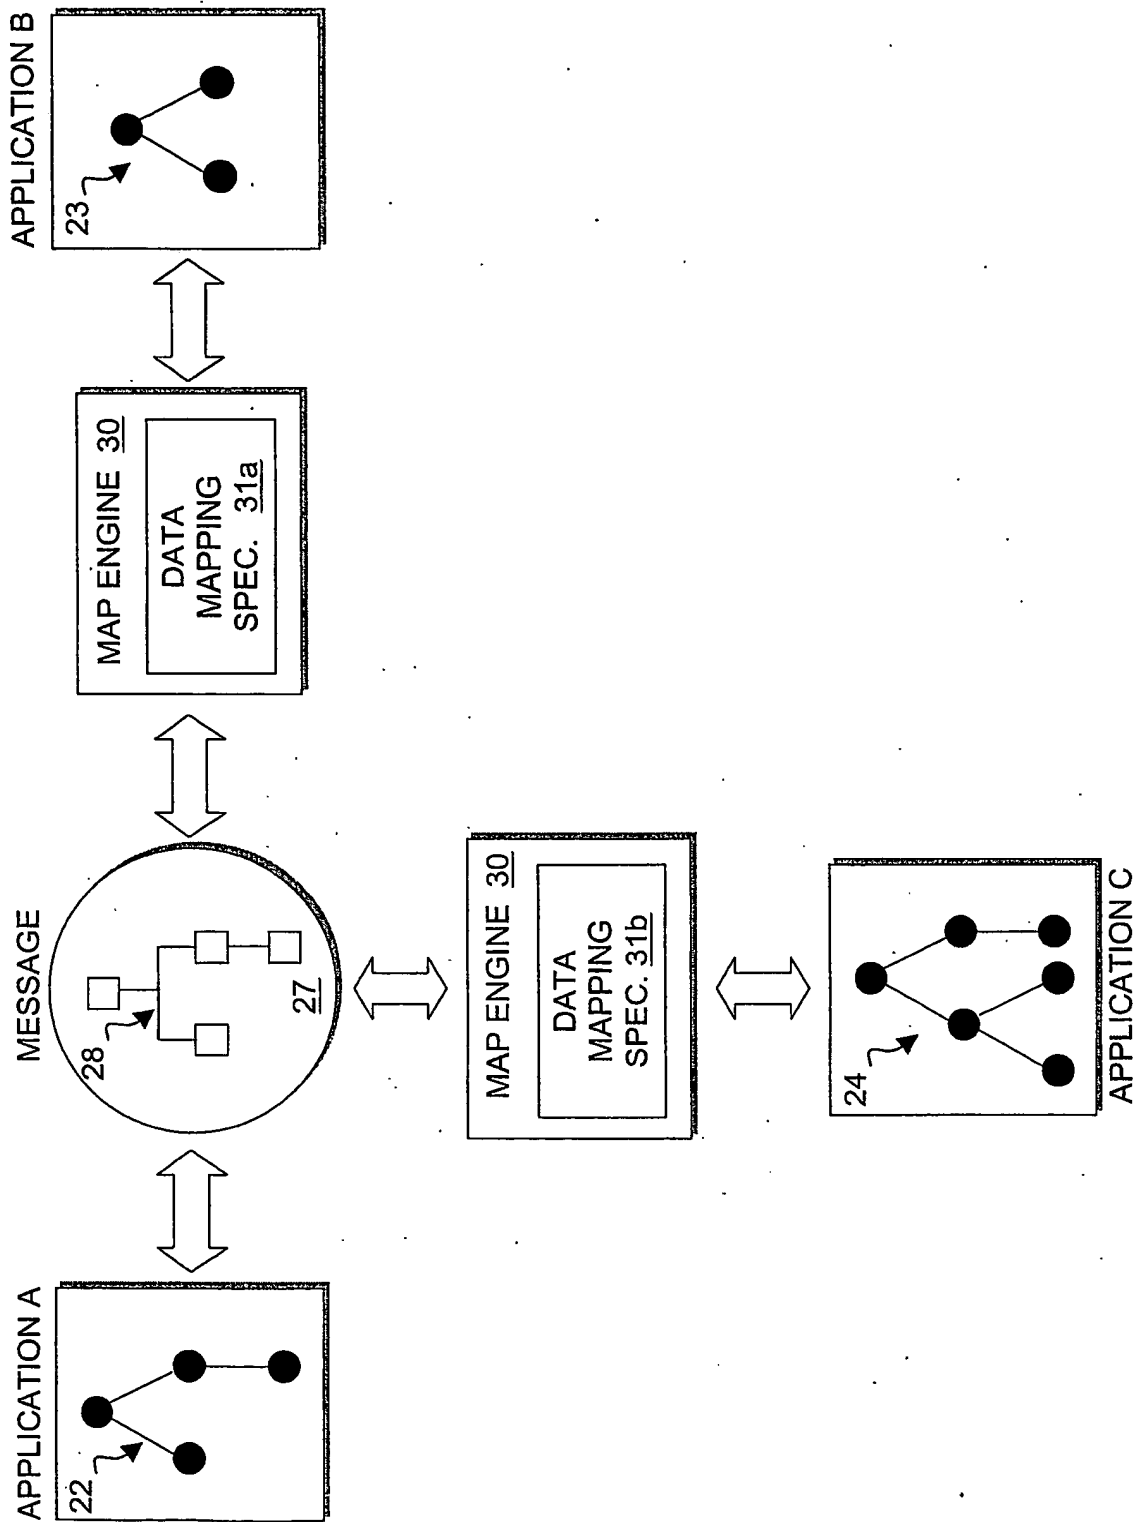 APPLICATION A
22
MESSAGE
28
27
MAP ENGINE 30
DATA
MAPPING
SPEC. 31a
APPLICATION B
23
MAP ENGINE 30
DATA
MAPPING
SPEC. 31b
24
APPLICATION C